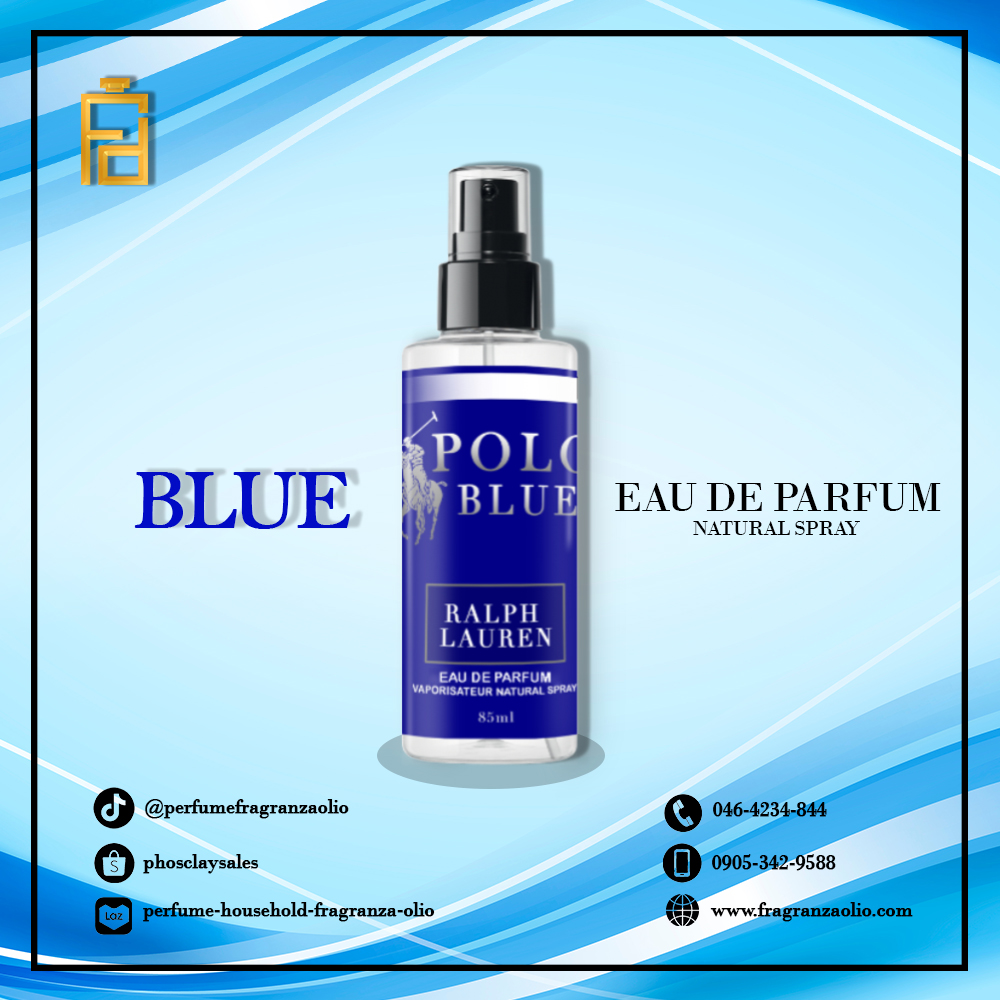 BLUE
POLO
BLUE
RALPH
LAUREN
EAU DE PARFUM
VAPORISATEUR NATURAL SPRAY
85ml
EAU DE PARFUM
NATURAL SPRAY
@perfumefragranzaolio
phosclaysales
Laz
perfume-household-fragranza-olio
046-4234-844
0905-342-9588
www.fragranzaolio.com